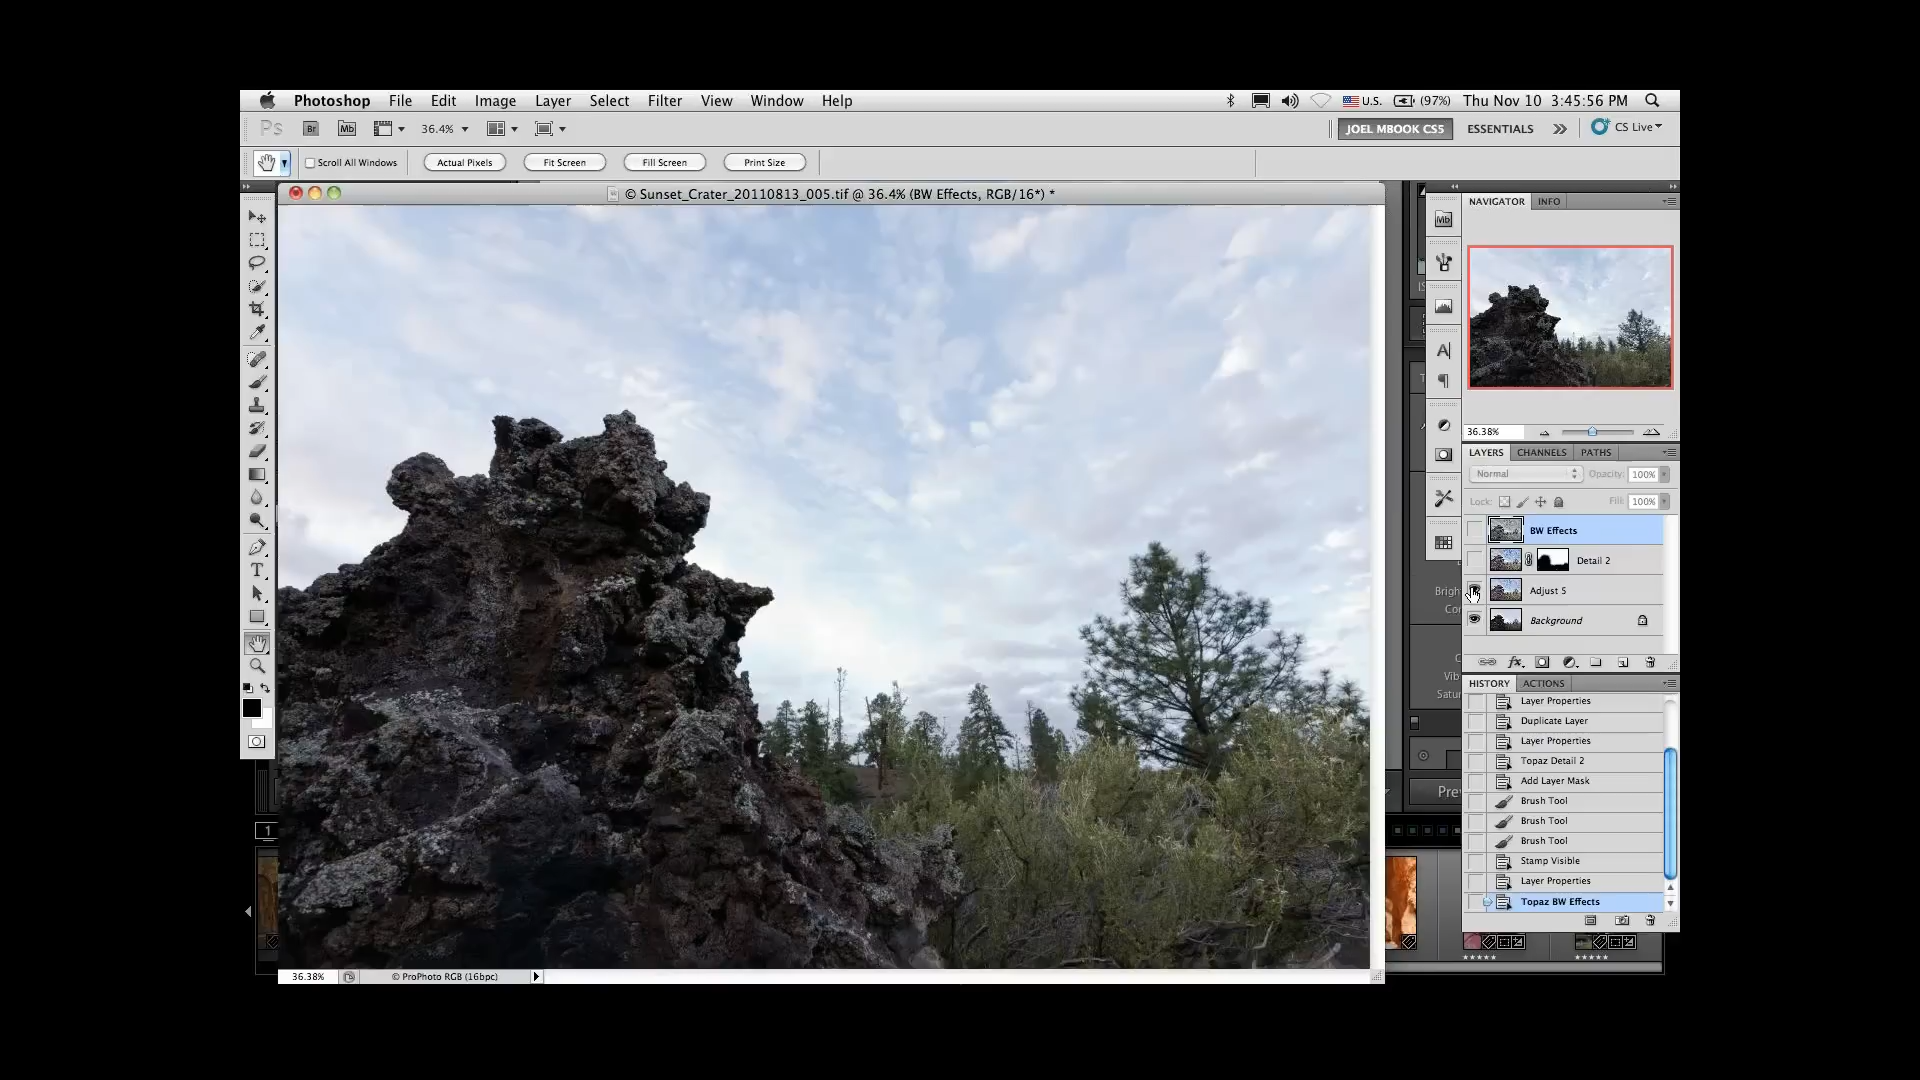 Photoshop File Edit Image Layer Select Filter View Window Help U.S. (97%) Thu Nov 10 3:45:56 PM
Ps Br Mb 36.4% JOEL MBOOK CS5 ESSENTIALS CS Live
Scroll All Windows Actual Pixels Fit Screen Fill Screen Print Size
© Sunset_Crater_20110813_005.tif @ 36.4% (BW Effects, RGB/16*) *
NAVIGATOR INFO
Mb
36.38%
LAYERS CHANNELS PATHS
Normal Opacity: 100%
Lock: Fill: 100%
BW Effects
Detail 2
Adjust 5
Background
HISTORY ACTIONS
Layer Properties
Duplicate Layer
Layer Properties
Topaz Detail 2
Add Layer Mask
Brush Tool
Brush Tool
Brush Tool
Stamp Visible
Layer Properties
Topaz BW Effects
1
36.38% © ProPhoto RGB (16bpc)